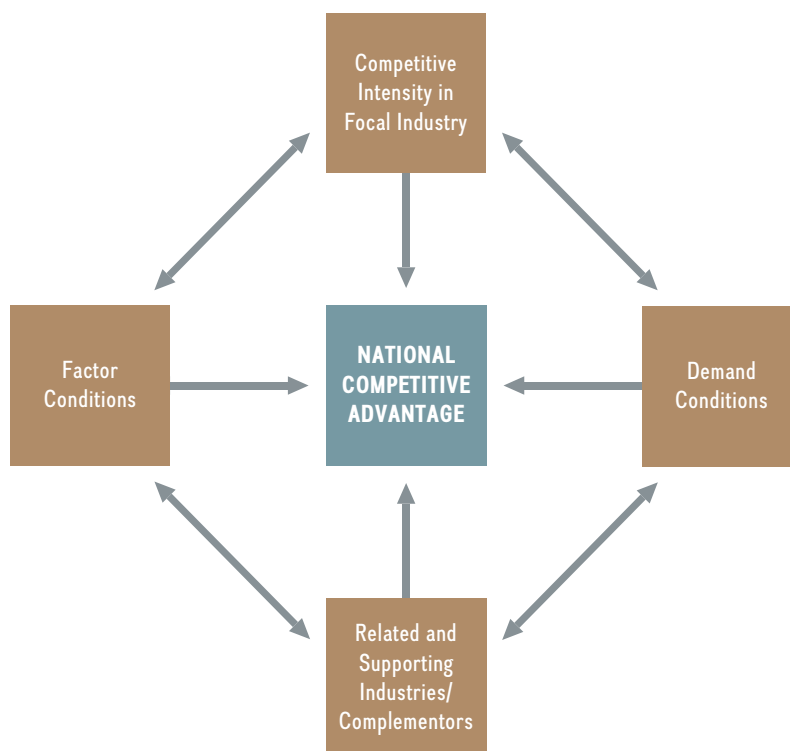 Competitive
Intensity in
Focal Industry
Factor
Conditions
NATIONAL
COMPETITIVE
ADVANTAGE
Demand
Conditions
Related and
Supporting
Industries/
Complementors